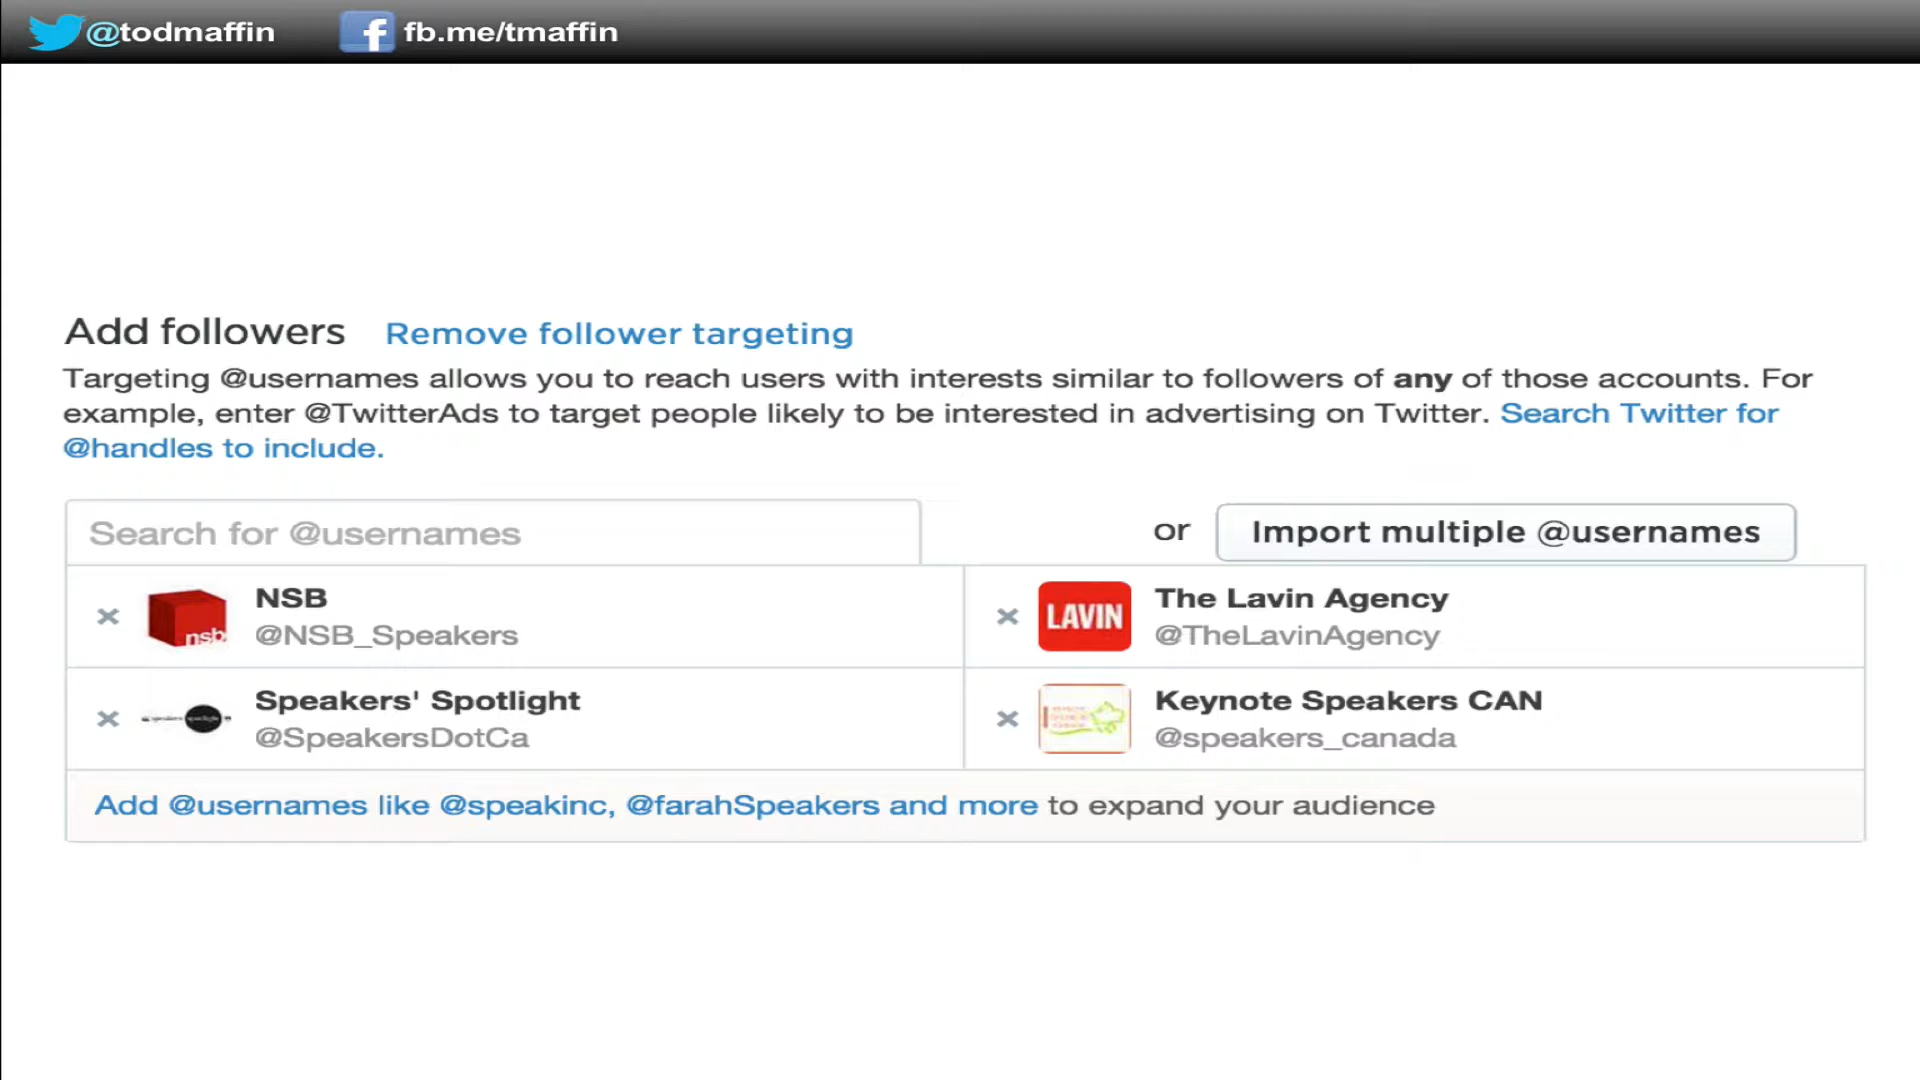 @todmaffin fb.me/tmaffin
Add followers Remove follower targeting
Targeting @usernames allows you to reach users with interests similar to followers of any of those accounts. For
example, enter @TwitterAds to target people likely to be interested in advertising on Twitter. Search Twitter for
@handles to include.
Search for @usernames or Import multiple @usernames
nsb NSB
@NSB_Speakers
LAVIN The Lavin Agency
@TheLavinAgency
Speakers' Spotlight
@SpeakersDotCa
Keynote Speakers CAN
@speakers_canada
Add @usernames like @speakinc, @farahSpeakers and more to expand your audience